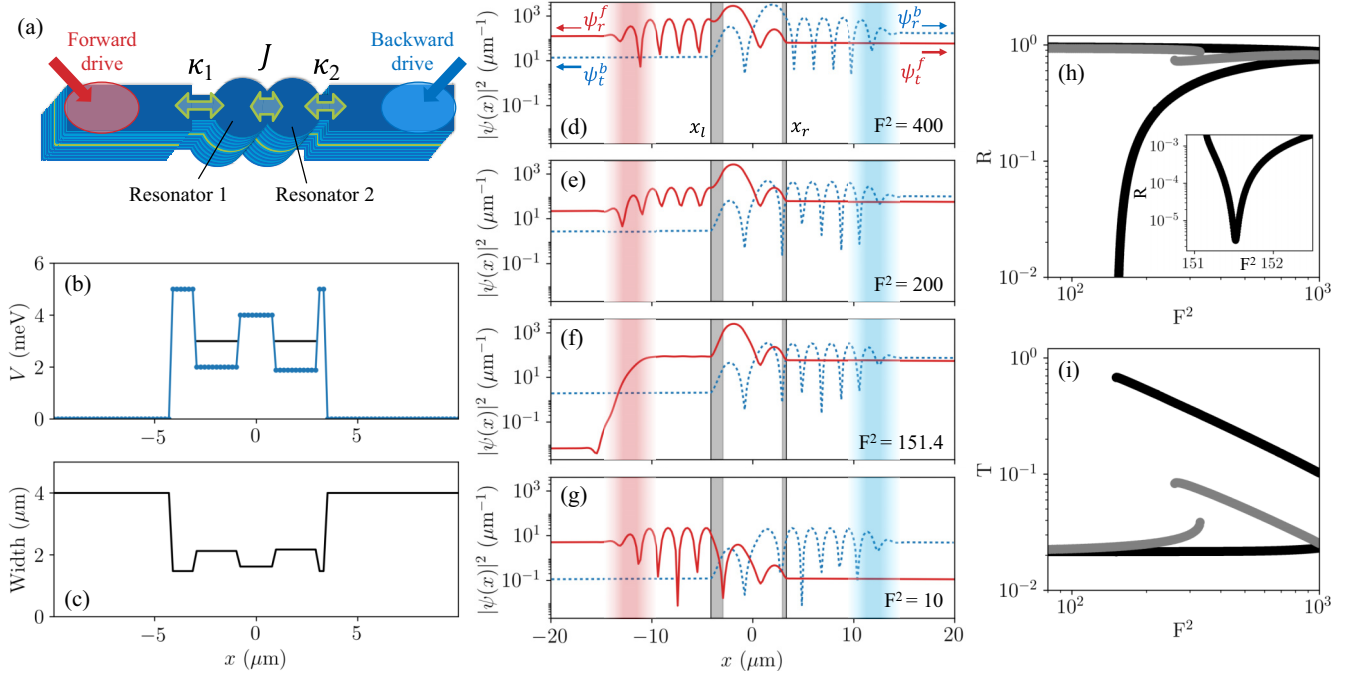 (a)
Forward
drive
Backward
drive
κ₁
J
κ₂
Resonator 1
Resonator 2
(b)
V (meV)
6
4
2
0
−5
0
5
(c)
Width (μm)
4
2
0
−5
0
5
x (μm)
ψ_r^f
ψ_r^b
ψ_t^b
ψ_t^f
|ψ(x)|² (μm⁻¹)
10³
10¹
10⁻¹
(d)
x_l
x_r
F² = 400
|ψ(x)|² (μm⁻¹)
10³
10¹
10⁻¹
(e)
F² = 200
|ψ(x)|² (μm⁻¹)
10³
10¹
10⁻¹
(f)
F² = 151.4
|ψ(x)|² (μm⁻¹)
10³
10¹
10⁻¹
(g)
F² = 10
−20
−10
0
10
20
x (μm)
(h)
R
10⁰
10⁻¹
10⁻²
10²
10³
F²
R
10⁻³
10⁻⁴
10⁻⁵
151
152
F²
(i)
T
10⁰
10⁻¹
10⁻²
10²
10³
F²